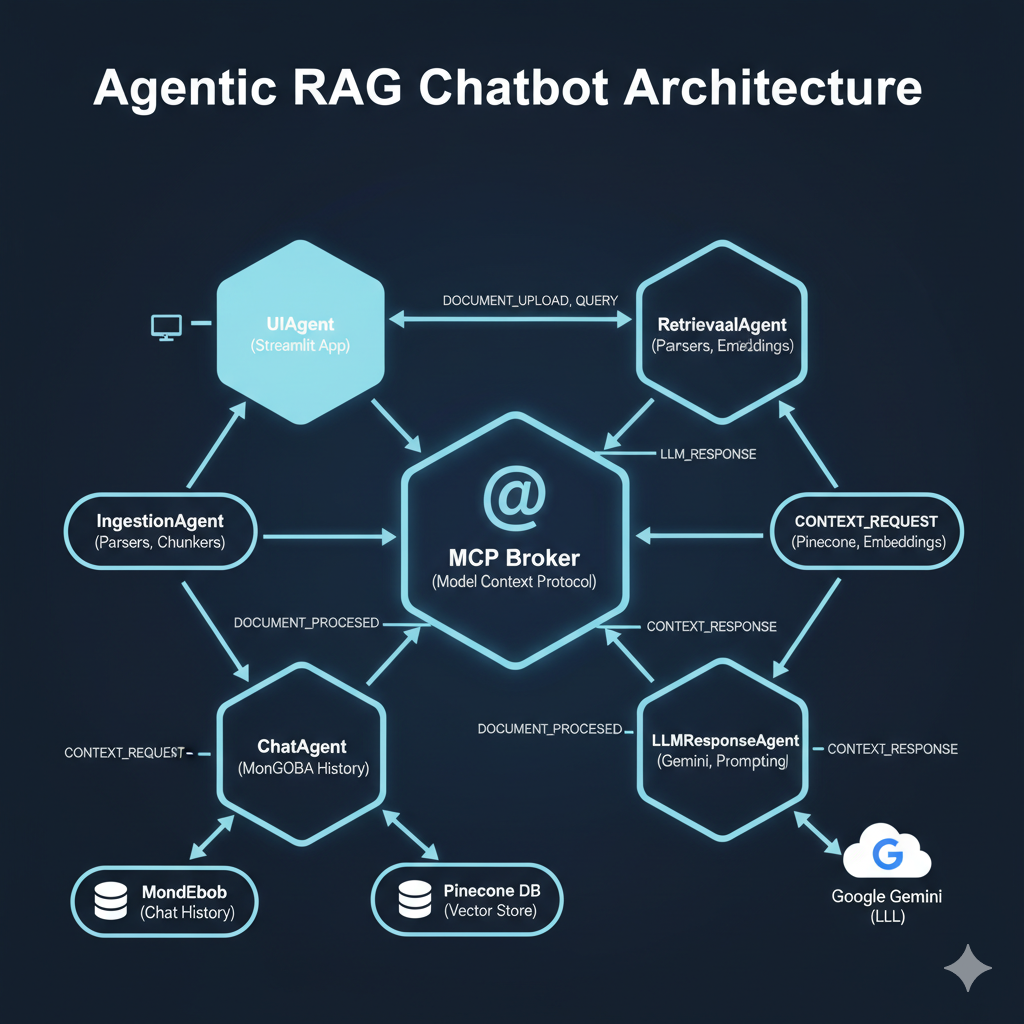 Agentic RAG Chatbot Architecture
DOCUMENT_UPLOAD, QUERY
UIAgent
(Streamlit App)
RetrievaalAgent
(Parsers, Emeddings)
LLM_RESPONSE
@
IngestionAgent
(Parsers, Chunkers)
MCP Broker
(Model Context Protocol)
CONTEXT_REQUEST
(Pinecone, Embeddings)
DOCUMENT_PROCESED
CONTEXT_RESPONSE
DOCUMENT_PROCESED
CONTEXT_REQUEST
ChatAgent
(MonGOBA History)
LLMResponseAgent
(Gemini, Prompting)
CONTEXT_RESPONSE
MondEbob
(Chat History)
Pinecone DB
(Vector Store)
G
Google Gemini
(LLL)